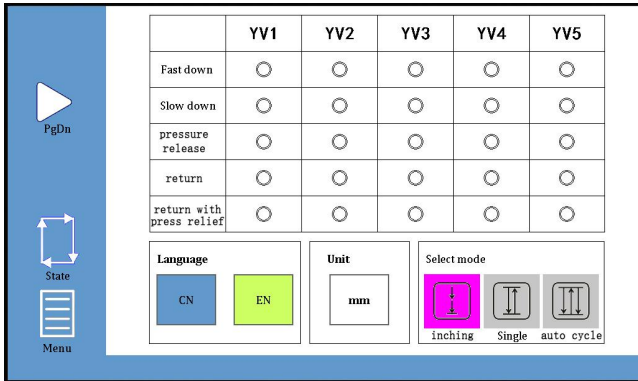 YV1 YV2 YV3 YV4 YV5
Fast down
Slow down
pressure
release
return
return with
press relief
PgDn
State
Menu
Language
CN EN
Unit
mm
Select mode
inching Single auto cycle